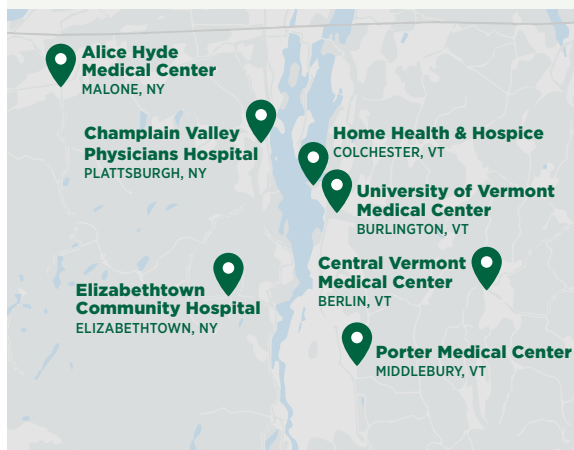 Alice Hyde
Medical Center
MALONE, NY
Champlain Valley
Physicians Hospital
PLATTSBURGH, NY
Home Health & Hospice
COLCHESTER, VT
University of Vermont
Medical Center
BURLINGTON, VT
Central Vermont
Medical Center
BERLIN, VT
Elizabethtown
Community Hospital
ELIZABETHTOWN, NY
Porter Medical Center
MIDDLEBURY, VT